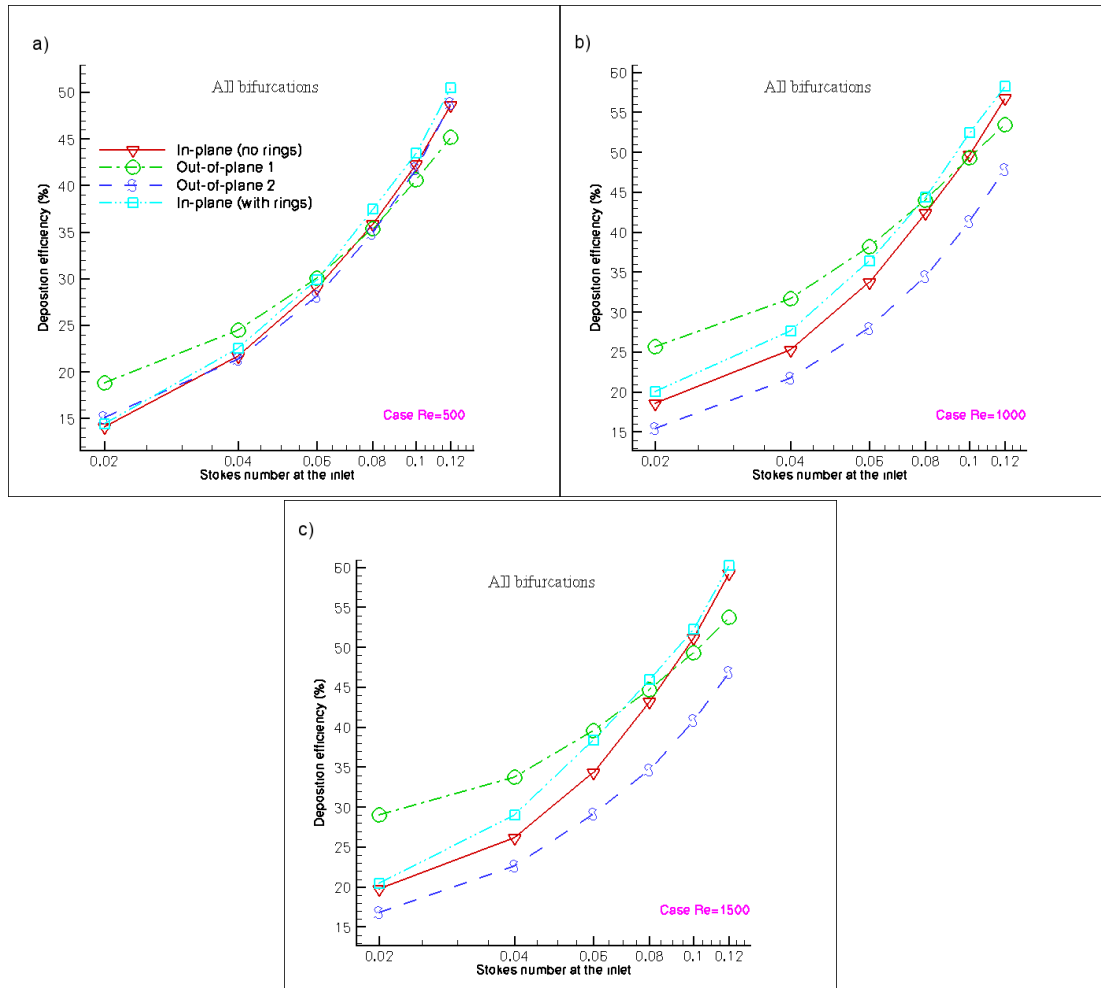 a)
All bifurcations
Deposition efficiency (%)
50
45
40
35
30
25
20
15
In-plane (no rings)
Out-of-plane 1
Out-of-plane 2
In-plane (with rings)
Case Re=500
0.02 0.04 0.06 0.08 0.1 0.12
Stokes number at the inlet
b)
All bifurcations
Deposition efficiency (%)
60
55
50
45
40
35
30
25
20
15
Case Re=1000
0.02 0.04 0.06 0.08 0.1 0.12
Stokes number at the inlet
c)
All bifurcations
Deposition efficiency (%)
60
55
50
45
40
35
30
25
20
15
Case Re=1500
0.02 0.04 0.06 0.08 0.1 0.12
Stokes number at the inlet